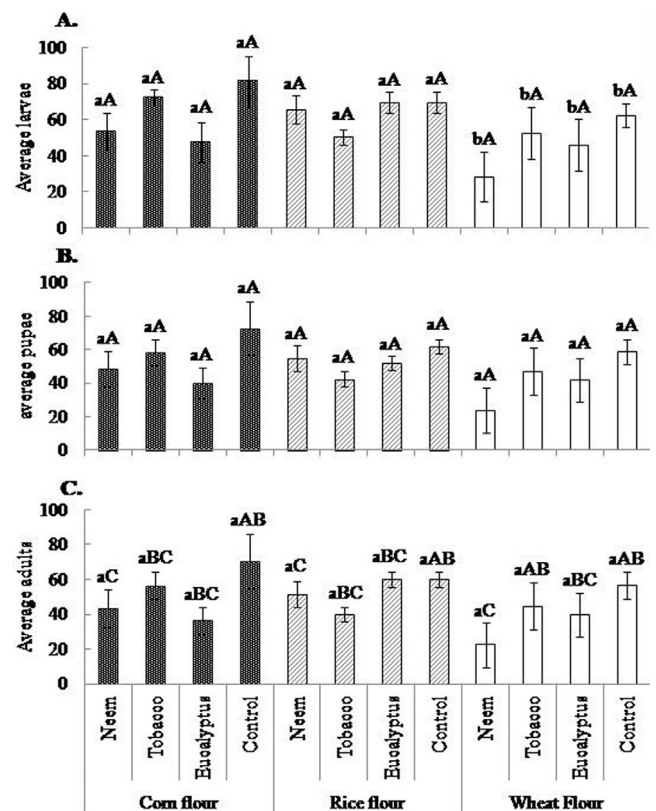 A.
Average larvae
100
80
60
40
20
0
aA aA aA aA aA aA aA aA bA bA bA bA
B.
average pupae
100
80
60
40
20
0
aA aA aA aA aA aA aA aA aA aA aA aA
C.
Average adults
100
80
60
40
20
0
aC aBC aBC aAB aC aBC aBC aAB aC aAB aBC aAB
Neem
Tobacco
Eucalyptus
Control
Neem
Tobacco
Eucalyptus
Control
Neem
Tobacco
Eucalyptus
Control
Corn flour
Rice flour
Wheat Flour